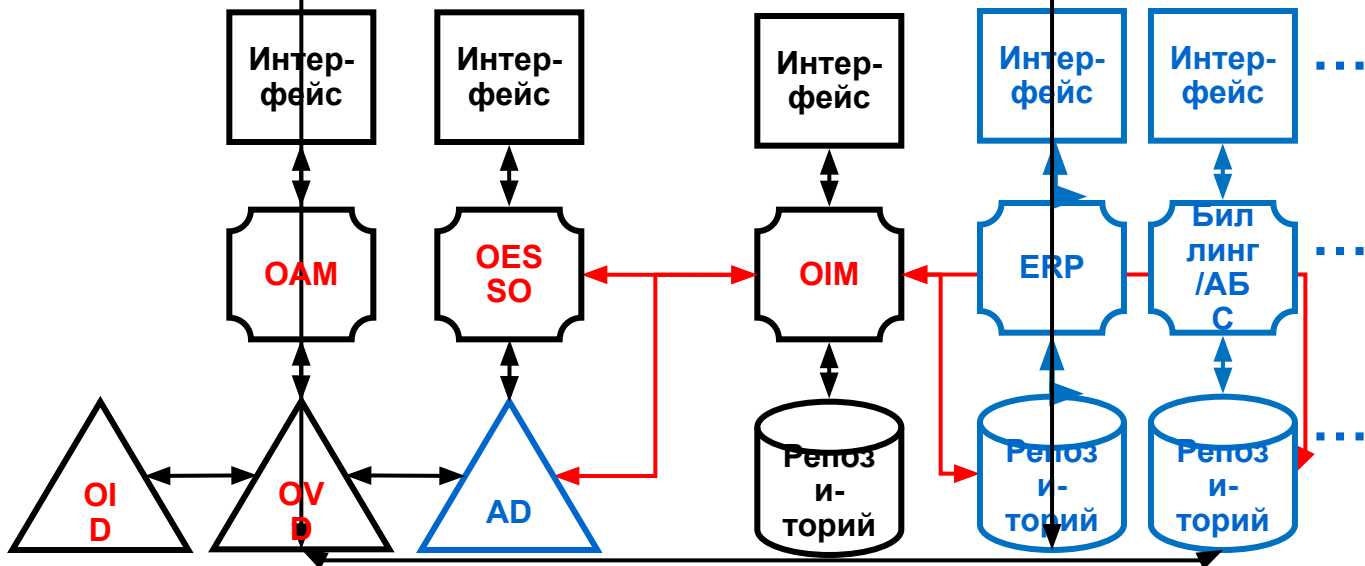 Интер-
фейс
Интер-
фейс
Интер-
фейс
Интер-
фейс
Интер-
фейс
...
OAM
OES
SO
OIM
ERP
Бил
линг
/АБ
С
...
OI
D
OV
D
AD
Репоз
и-
торий
Репоз
и-
торий
Репоз
и-
торий
...